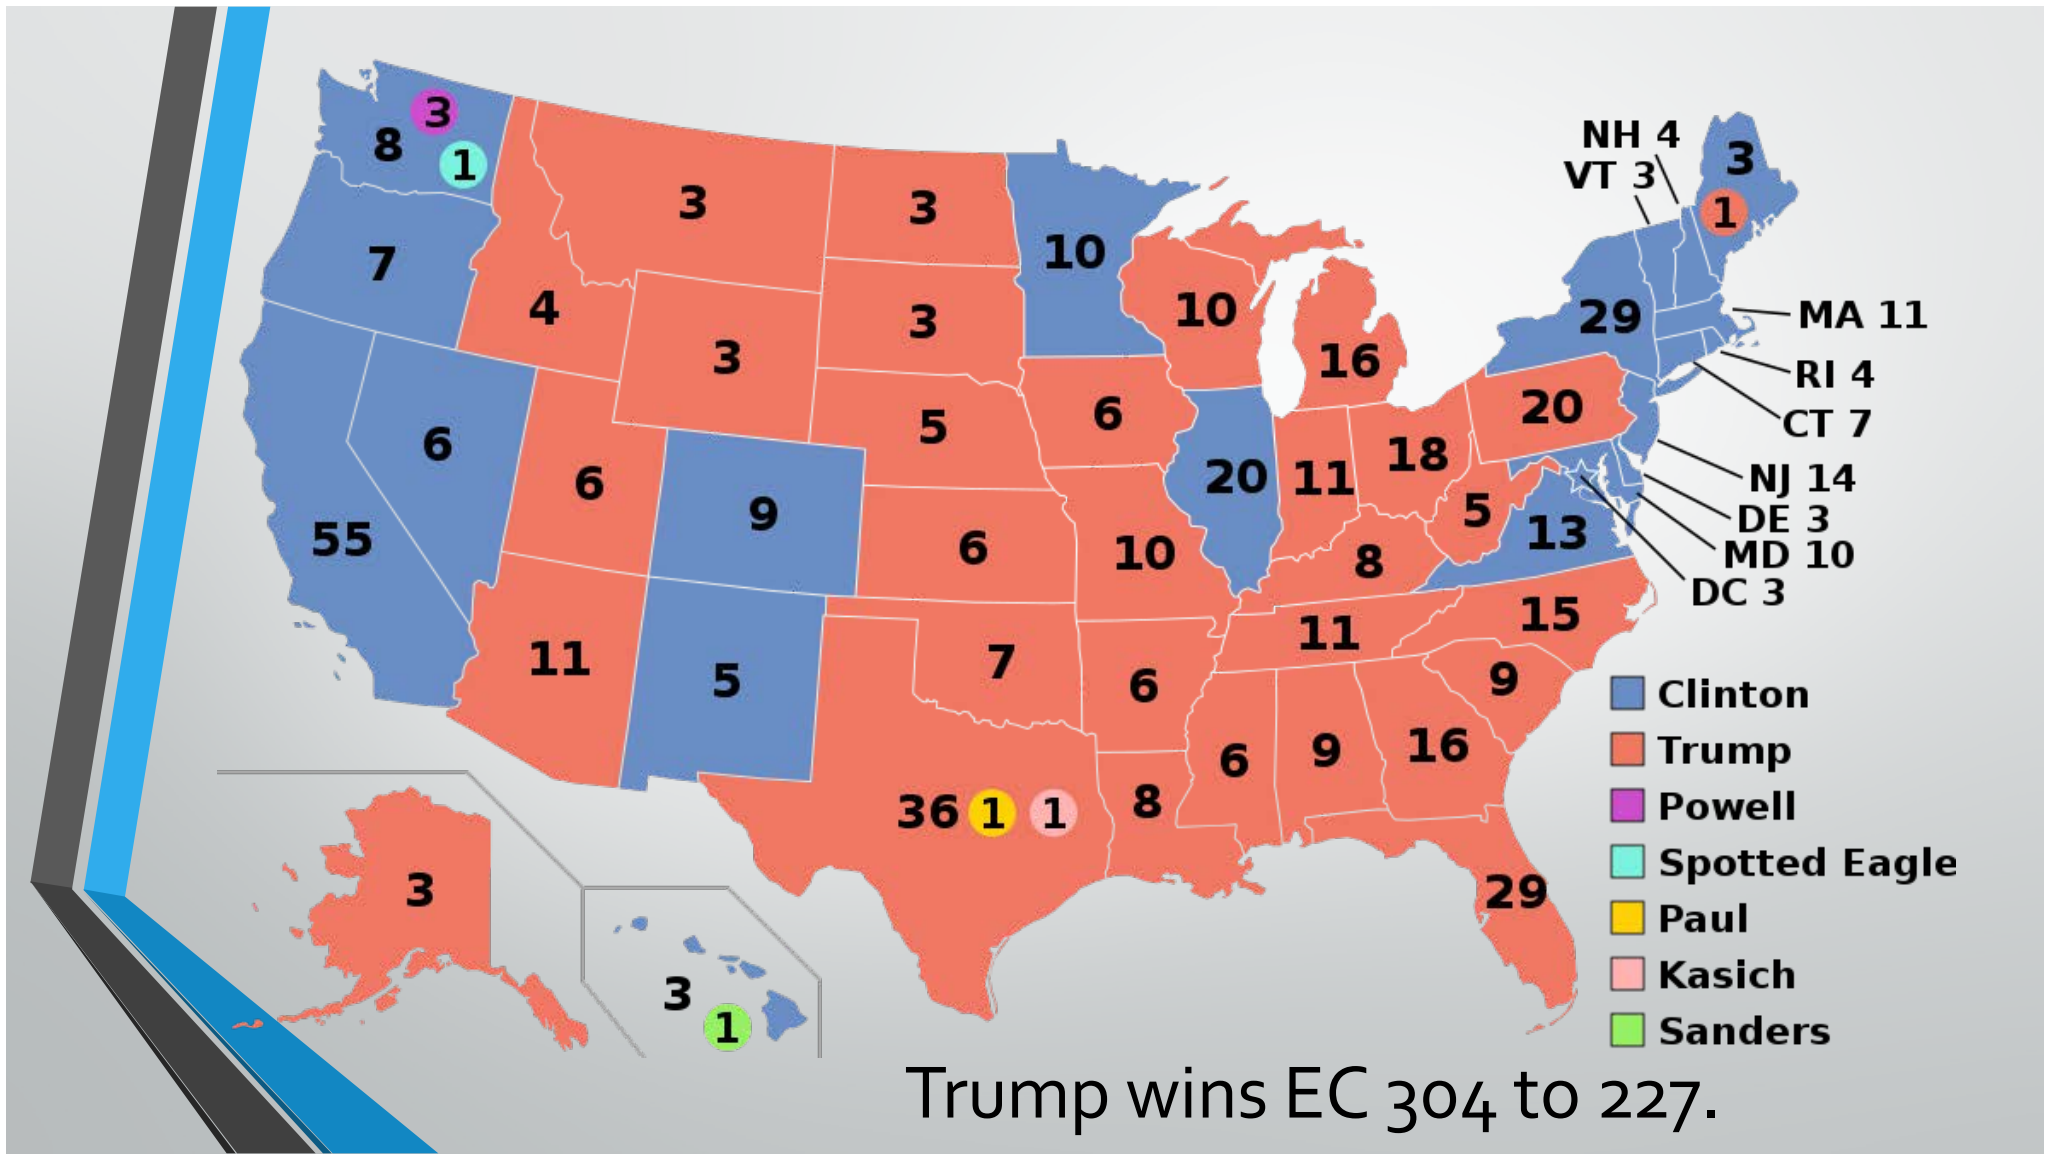 NH 4
3
3
8
VT 3
1
3
3
1
10
7
4
10
29
MA 11
3
3
16
RI 4
5
6
20
CT 7
6
6
9
20
11
18
NJ 14
5
DE 3
55
6
10
8
13
MD 10
DC 3
11
15
11
5
7
6
9
Clinton
6
9
16
Trump
36
1
1
8
Powell
3
29
Spotted Eagle
Paul
3
Kasich
1
Sanders
Trump wins EC 304 to 227.